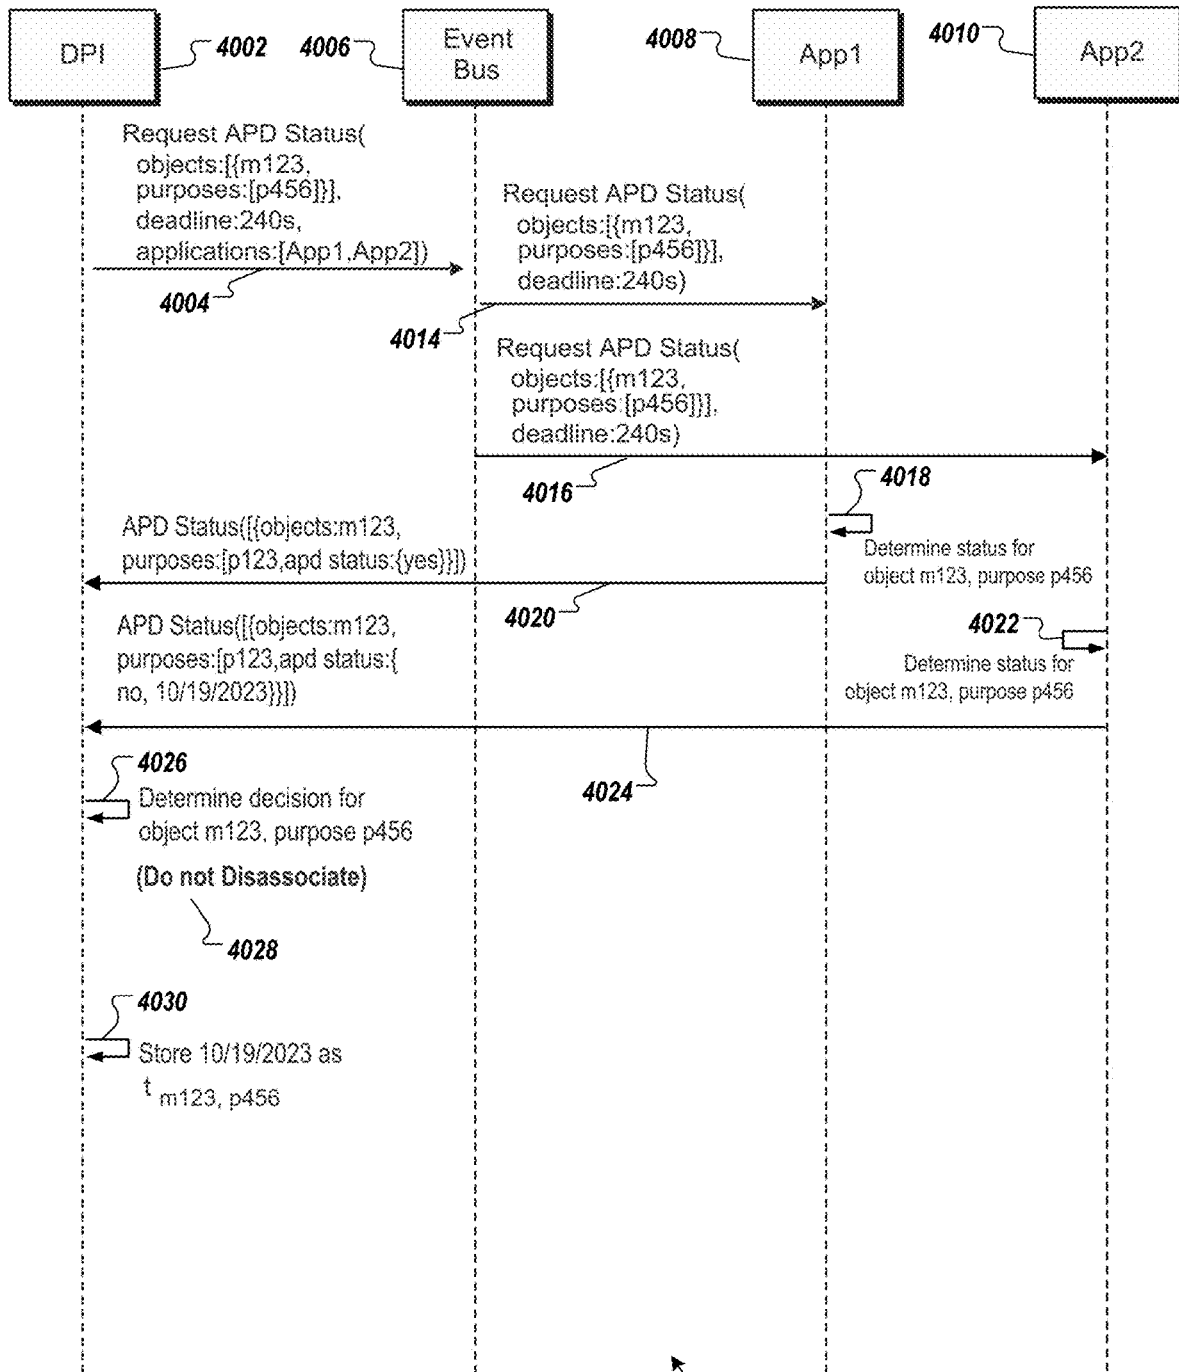 DPI
4002
4006
Event
Bus
4008
App1
4010
App2
Request APD Status(
objects:[{m123,
purposes:[p456]}],
deadline:240s,
applications:[App1,App2])
4004
Request APD Status(
objects:[{m123,
purposes:[p456]}],
deadline:240s)
4014
Request APD Status(
objects:[{m123,
purposes:[p456]}],
deadline:240s)
4016
4018
Determine status for
object m123, purpose p456
APD Status([{objects:m123,
purposes:[p123,apd status:{yes}}])
4020
4022
Determine status for
object m123, purpose p456
APD Status([{objects:m123,
purposes:[p123,apd status:{
no, 10/19/2023}}])
4024
4026
Determine decision for
object m123, purpose p456
(Do not Disassociate)
4028
4030
Store 10/19/2023 as
t m123, p456